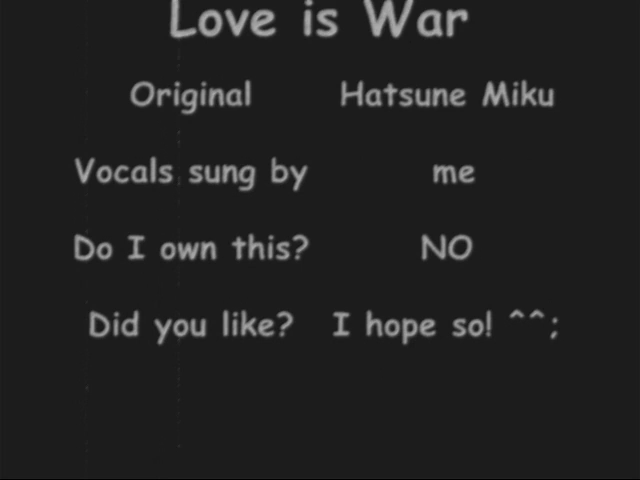 Love is War
Original Hatsune Miku
Vocals sung by me
Do I own this? NO
Did you like? I hope so! ^^;